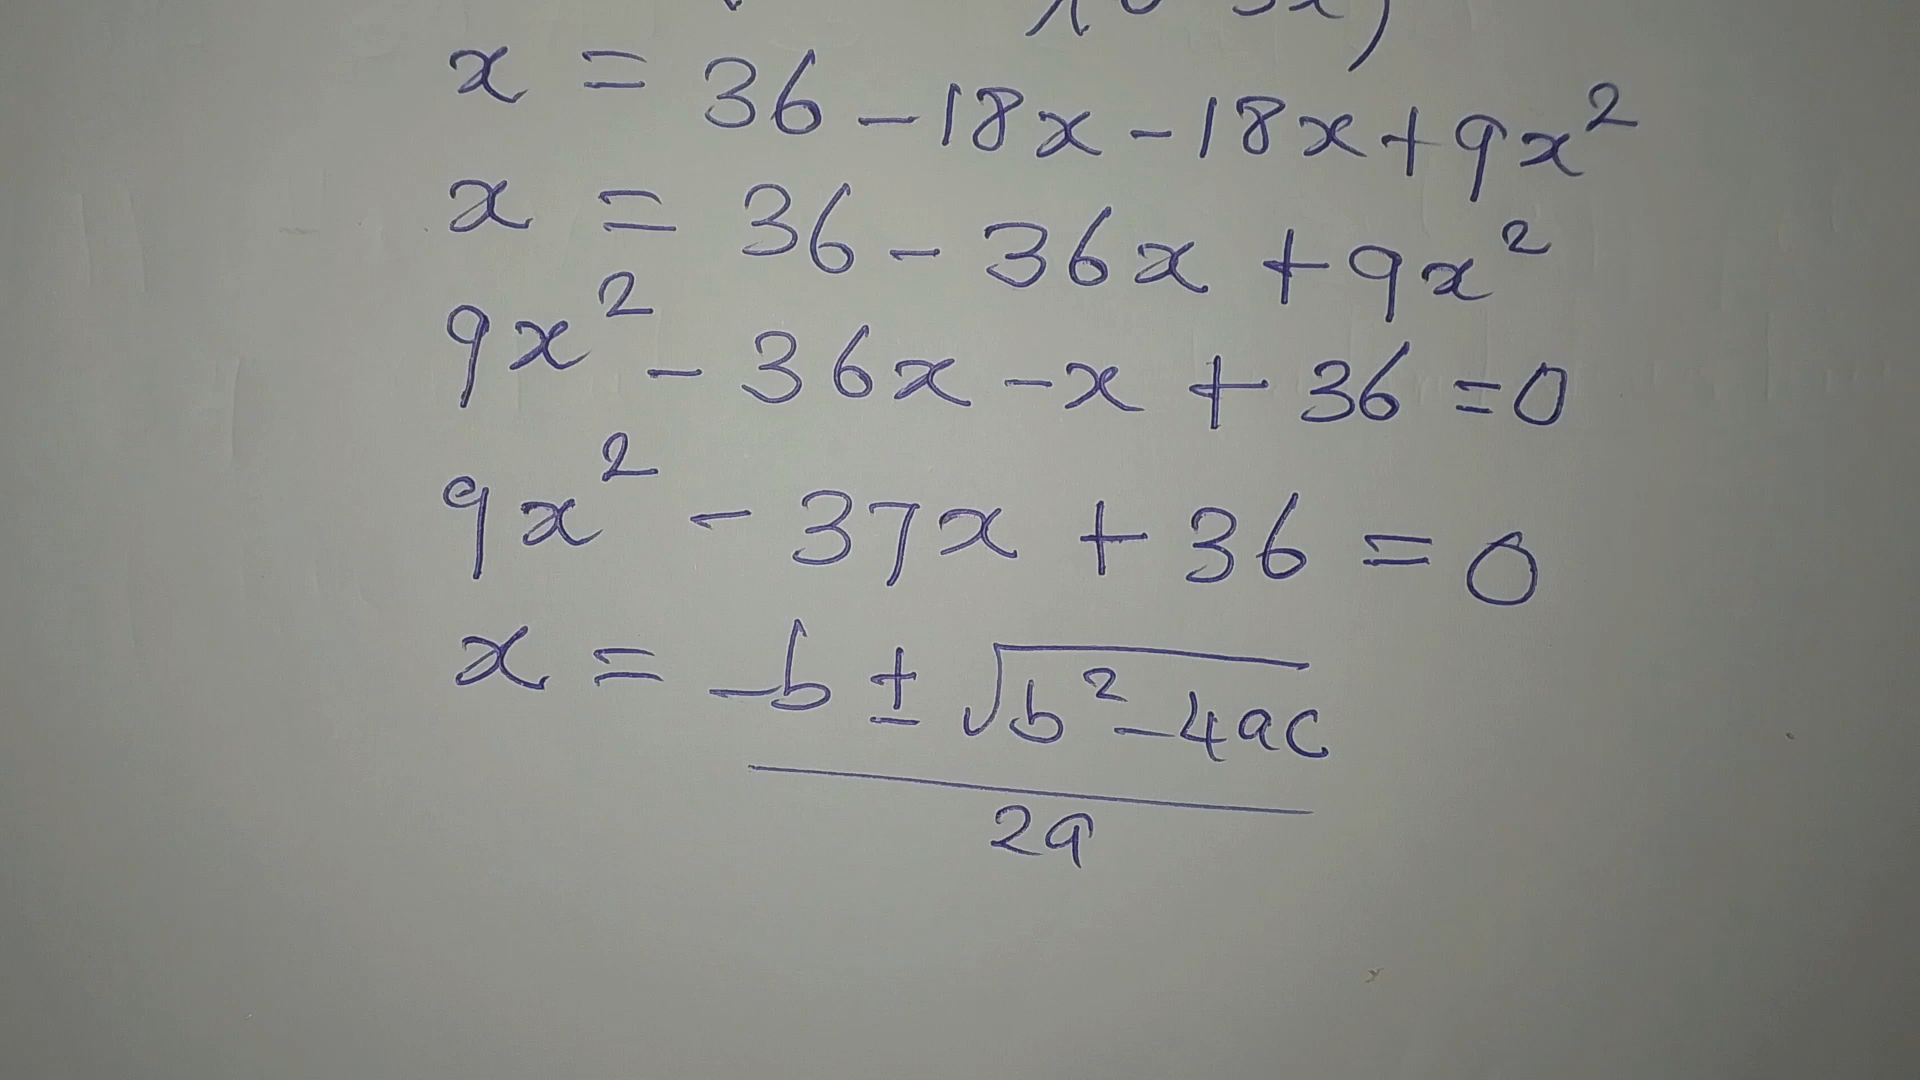 x = 36 - 18x - 18x + 9x²
x = 36 - 36x + 9x²
9x² - 36x - x + 36 = 0
9x² - 37x + 36 = 0
x = -b ± √b² - 4ac
2a